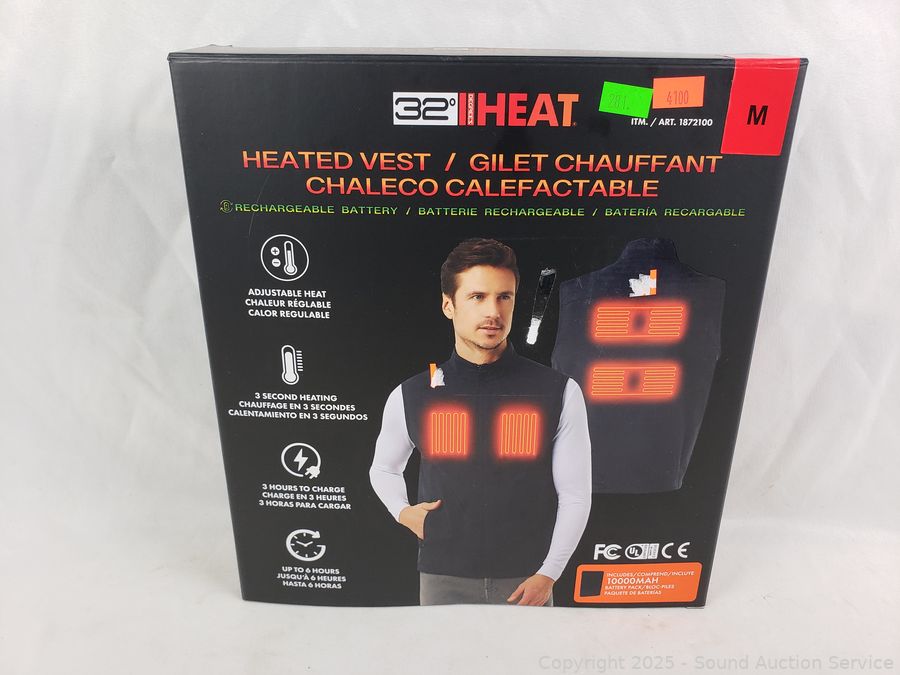 32° DEGREES HEAT
4100
ITM. / ART. 1872100
M
HEATED VEST / GILET CHAUFFANT
CHALECO CALEFACTABLE
RECHARGEABLE BATTERY / BATTERIE RECHARGEABLE / BATERÍA RECARGABLE
ADJUSTABLE HEAT
CHALEUR RÉGLABLE
CALOR REGULABLE
3 SECOND HEATING
CHAUFFAGE EN 3 SECONDES
CALENTAMIENTO EN 3 SEGUNDOS
3 HOURS TO CHARGE
CHARGE EN 3 HEURES
3 HORAS PARA CARGAR
UP TO 6 HOURS
JUSQU'À 6 HEURES
HASTA 6 HORAS
FC UL CE
INCLUDES/COMPREND/INCLUYE
10000MAH
BATTERY PACK/BLOC-PILES
PAQUETE DE BATERÍAS
Copyright 2025 - Sound Auction Service